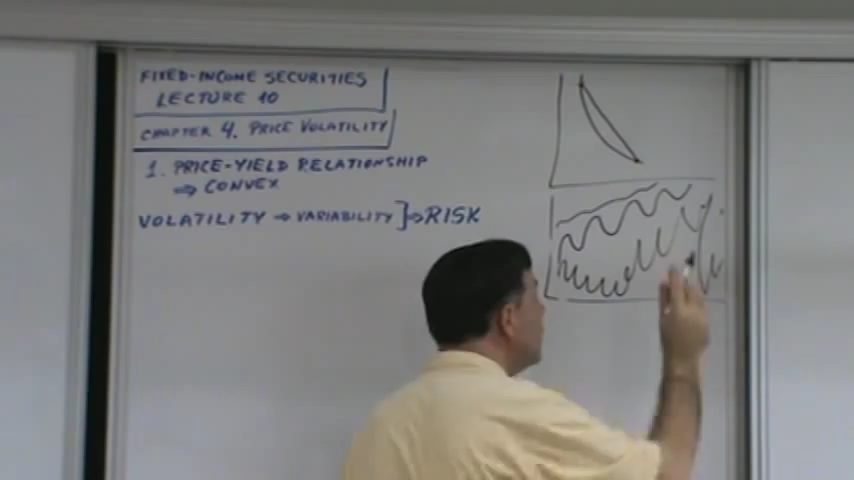 FIXED-INCOME SECURITIES
LECTURE 10
CHAPTER 4. PRICE VOLATILITY
1. PRICE-YIELD RELATIONSHIP
⇒ CONVEX
VOLATILITY → VARIABILITY } ⇒ RISK